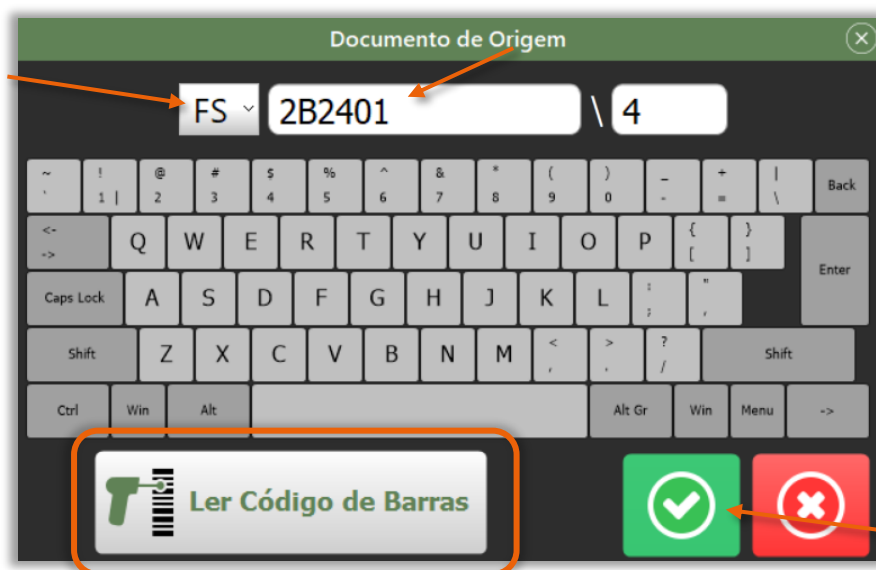 Documento de Origem
FS 2B2401 \ 4
~ ! @ # $ % ^ & * ( ) _ + |
` 1 | 2 3 4 5 6 7 8 9 0 - = \ Back
<- Q W E R T Y U I O P { }
-> [ ] Enter
Caps Lock A S D F G H J K L : "
; ,
Shift Z X C V B N M < > ? Shift
, . /
Ctrl Win Alt Alt Gr Win Menu ->
Ler Código de Barras